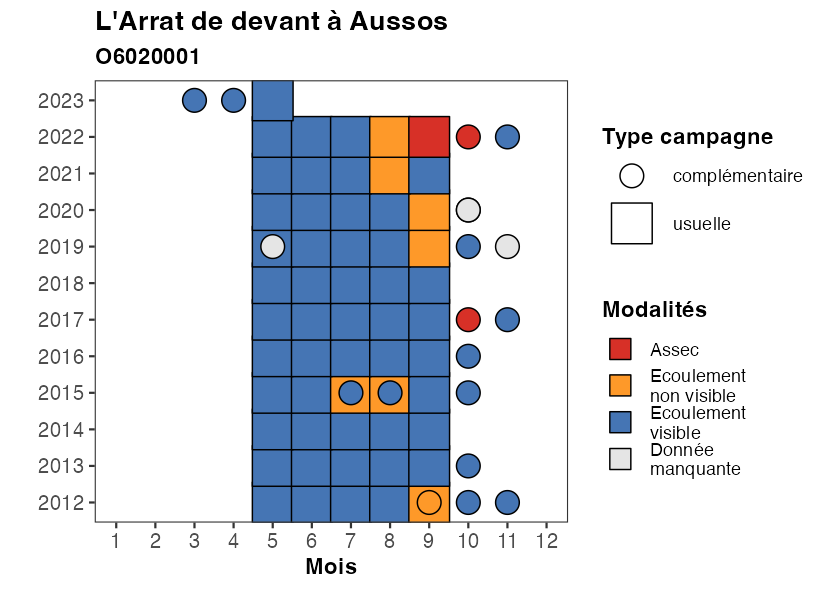 L'Arrat de devant à Aussos
O6020001
2023
2022
2021
2020
2019
2018
2017
2016
2015
2014
2013
2012
1 2 3 4 5 6 7 8 9 10 11 12
Mois
Type campagne
complémentaire
usuelle
Modalités
Assec
Ecoulement
non visible
Ecoulement
visible
Donnée
manquante